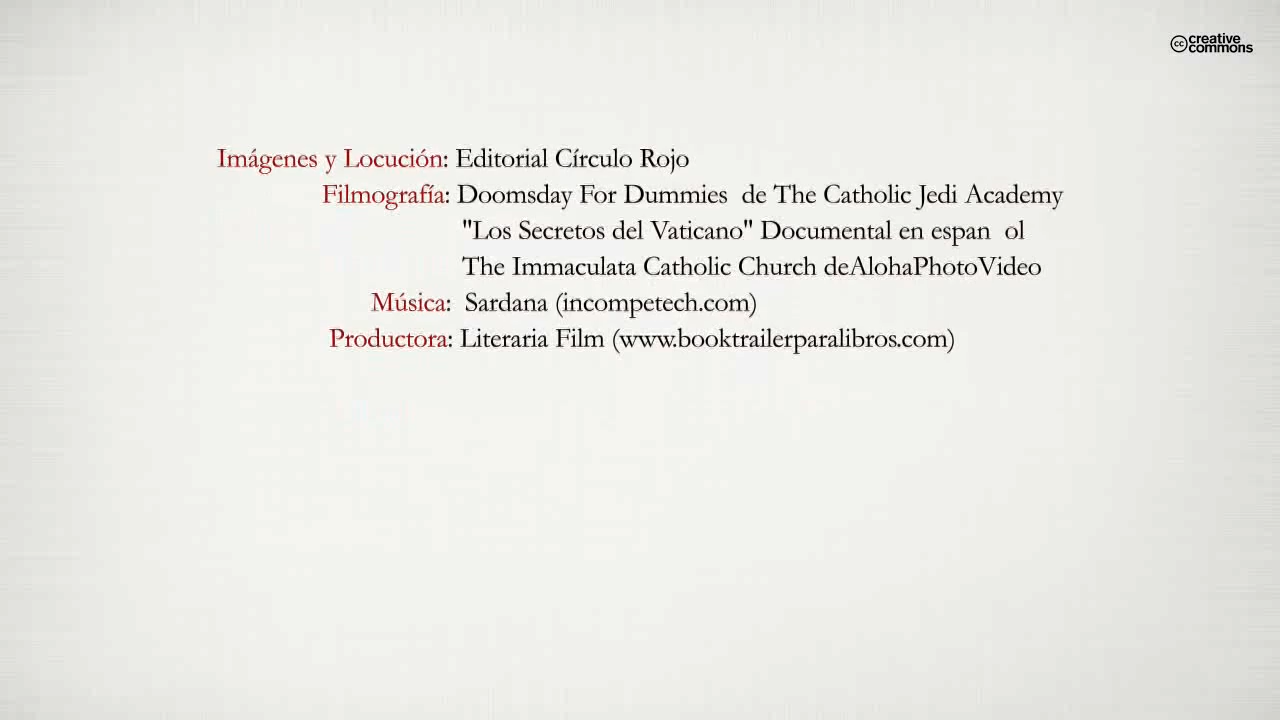 cc creative
commons
Imágenes y Locución: Editorial Círculo Rojo
Filmografía: Doomsday For Dummies  de The Catholic Jedi Academy
"Los Secretos del Vaticano" Documental en espan  ol
The Immaculata Catholic Church deAlohaPhotoVideo
Música:  Sardana (incompetech.com)
Productora: Literaria Film (www.booktrailerparalibros.com)